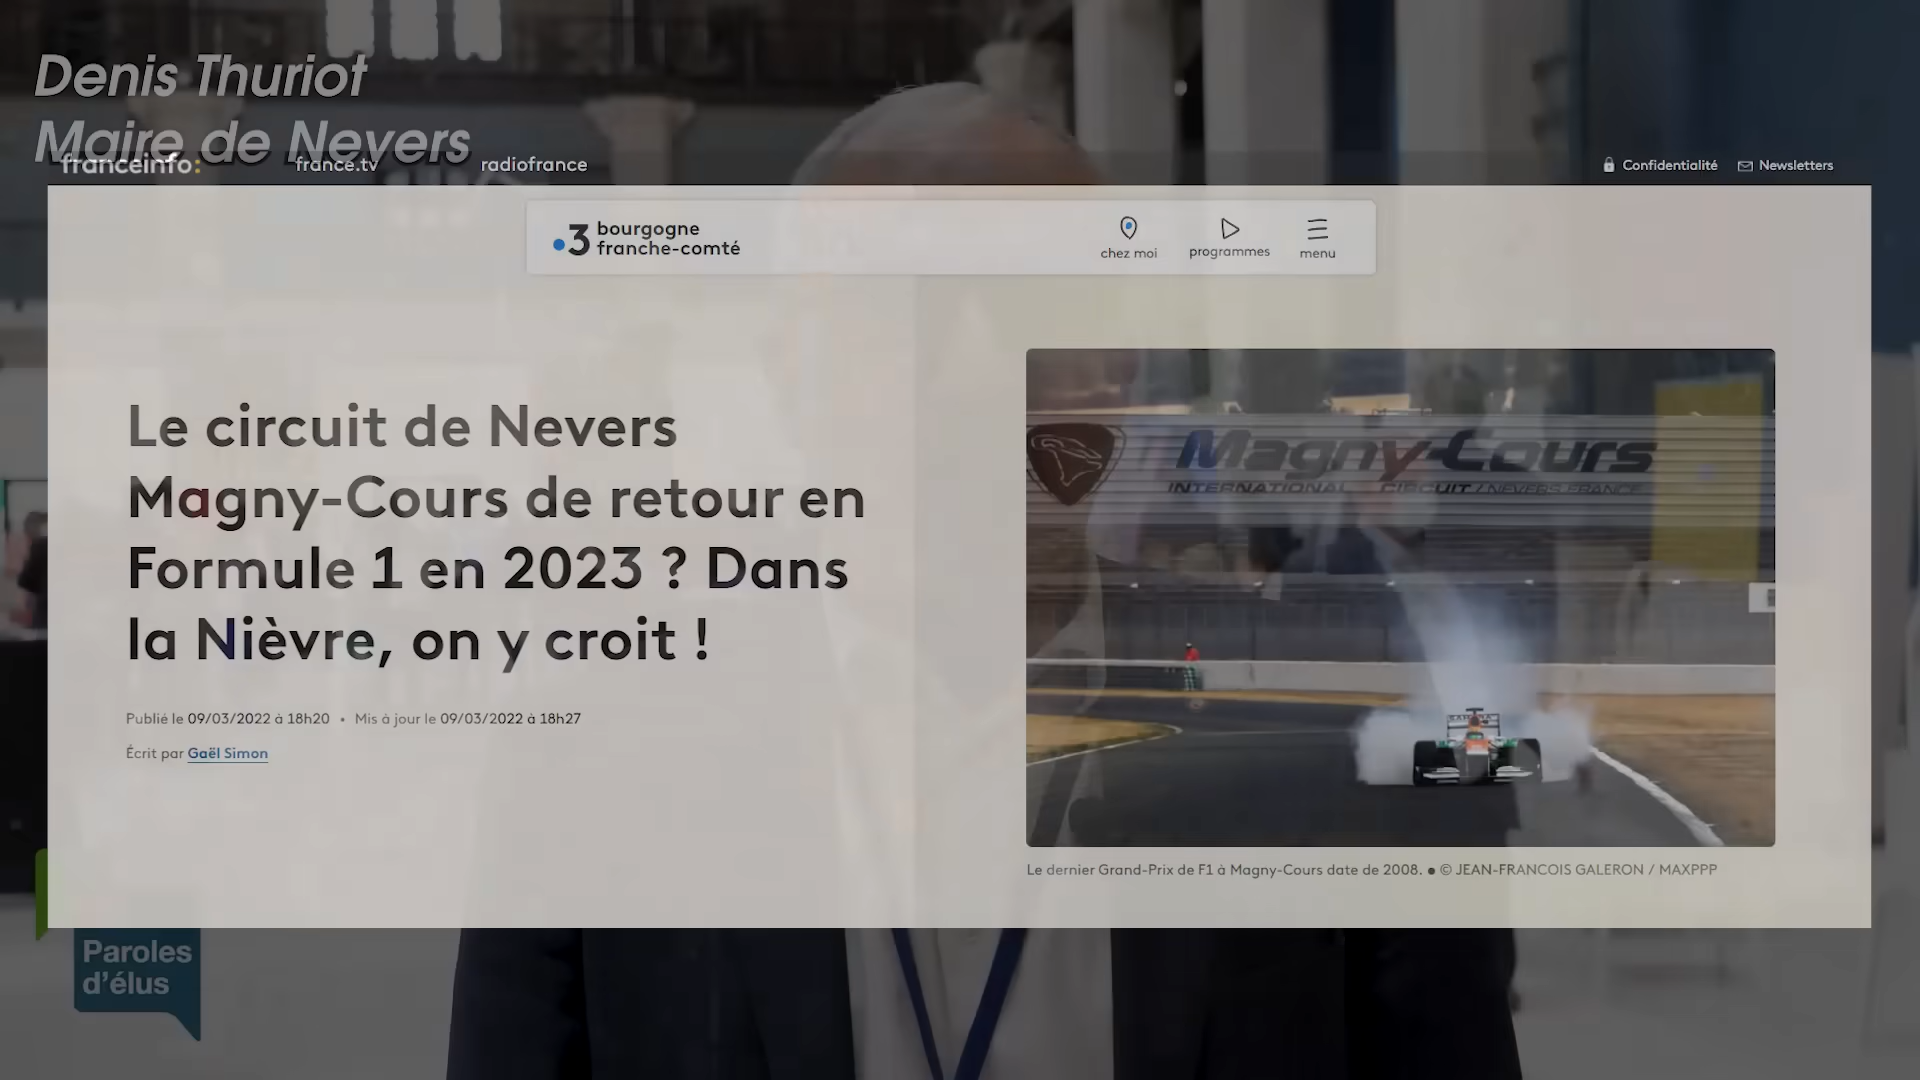 Denis Thuriot
Maire de Nevers
franceinfo:
france.tv
radiofrance
Confidentialité
Newsletters
3 bourgogne
franche-comté
chez moi
programmes
menu
Le circuit de Nevers
Magny-Cours de retour en
Formule 1 en 2023 ? Dans
la Nièvre, on y croit !
Publié le 09/03/2022 à 18h20 • Mis à jour le 09/03/2022 à 18h27
Écrit par Gaël Simon
Magny-Cours
INTERNATIONAL CIRCUIT / NEVERS FRANCE
Le dernier Grand-Prix de F1 à Magny-Cours date de 2008. • © JEAN-FRANCOIS GALERON / MAXPPP
Paroles
d'élus